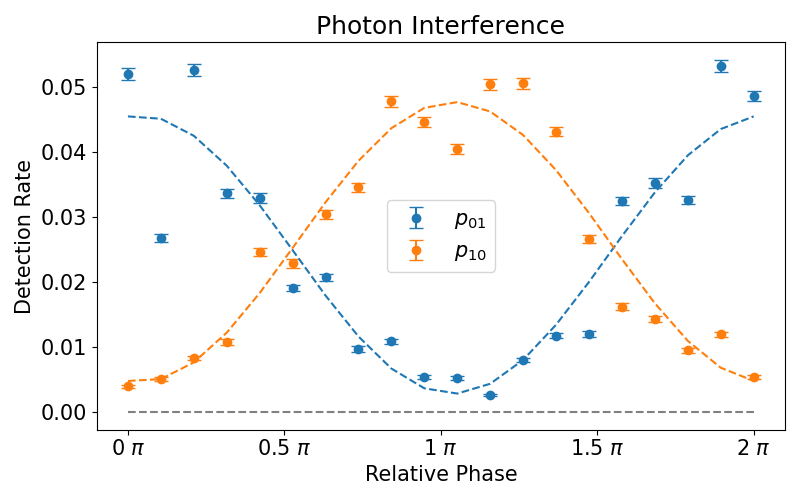 Photon Interference
Detection Rate
0.05
0.04
0.03
0.02
0.01
0.00
p₀₁
p₁₀
0 π
0.5 π
1 π
1.5 π
2 π
Relative Phase